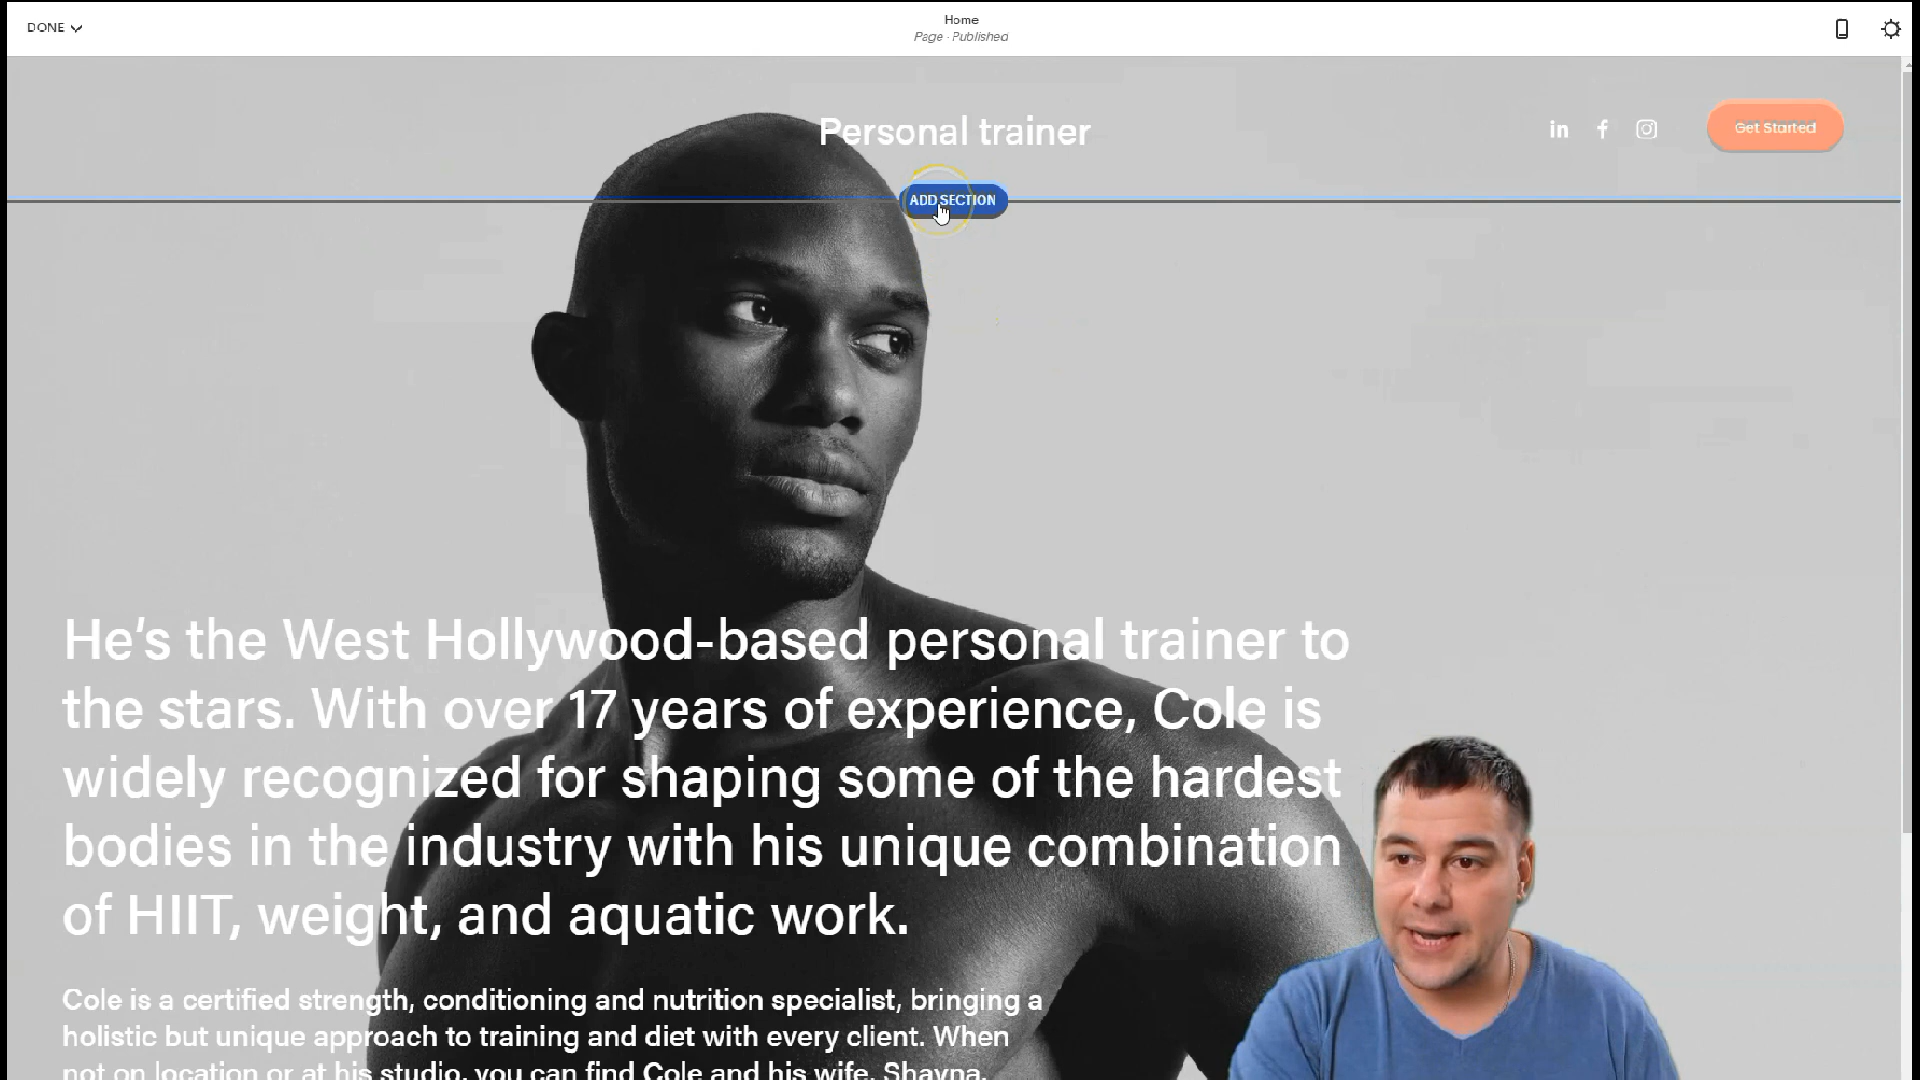 DONE
Home
Page · Published
Personal trainer
in
Get Started
ADD SECTION
He's the West Hollywood-based personal trainer to
the stars. With over 17 years of experience, Cole is
widely recognized for shaping some of the hardest
bodies in the industry with his unique combination
of HIIT, weight, and aquatic work.
Cole is a certified strength, conditioning and nutrition specialist, bringing a
holistic but unique approach to training and diet with every client. When
not on location or at his studio, you can find Cole and his wife, Shayna,